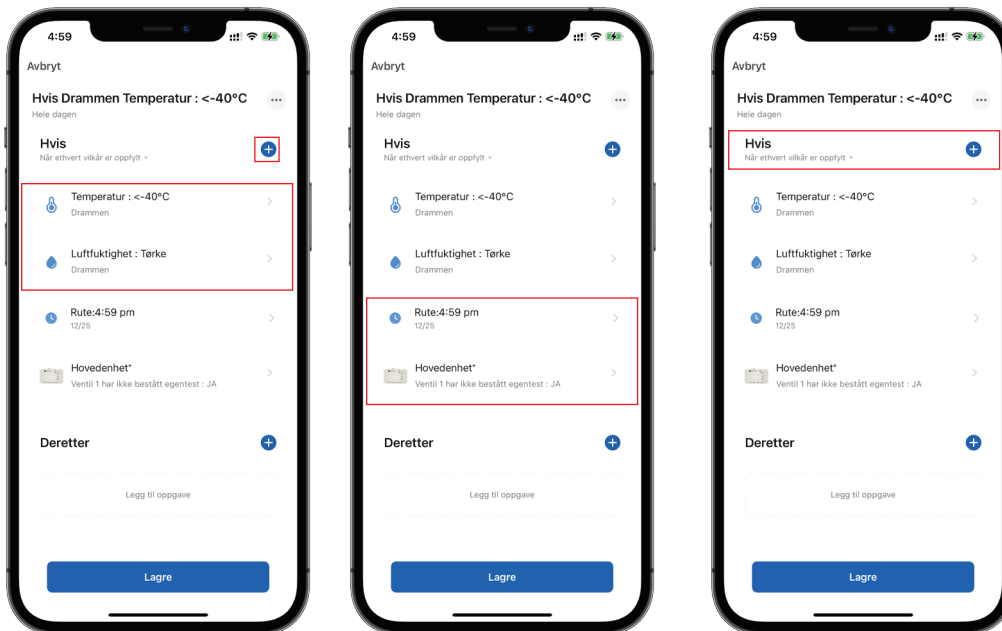 4:59
Avbryt
Hvis Drammen Temperatur : <-40°C
Hele dagen
Hvis
Når ethvert vilkår er oppfylt
Temperatur : <-40°C
Drammen
Luftfuktighet : Tørke
Drammen
Rute:4:59 pm
12/25
Hovedenhet*
Ventil 1 har ikke bestått egentest : JA
Deretter
Legg til oppgave
Lagre
4:59
Avbryt
Hvis Drammen Temperatur : <-40°C
Hele dagen
Hvis
Når ethvert vilkår er oppfylt
Temperatur : <-40°C
Drammen
Luftfuktighet : Tørke
Drammen
Rute:4:59 pm
12/25
Hovedenhet*
Ventil 1 har ikke bestått egentest : JA
Deretter
Legg til oppgave
Lagre
4:59
Avbryt
Hvis Drammen Temperatur : <-40°C
Hele dagen
Hvis
Når ethvert vilkår er oppfylt
Temperatur : <-40°C
Drammen
Luftfuktighet : Tørke
Drammen
Rute:4:59 pm
12/25
Hovedenhet*
Ventil 1 har ikke bestått egentest : JA
Deretter
Legg til oppgave
Lagre